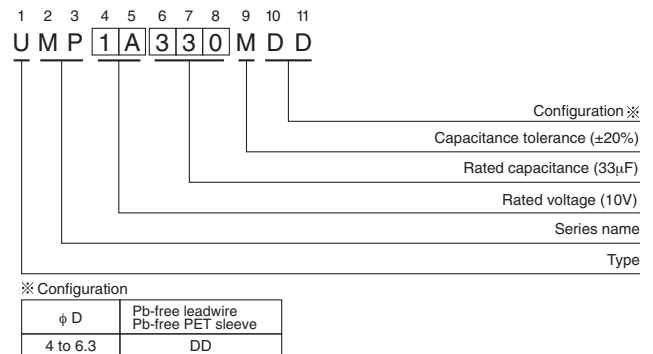 1 2 3 4 5 6 7 8 9 10 11
U M P 1 A 3 3 0 M D D
Configuration※
Capacitance tolerance (±20%)
Rated capacitance (33µF)
Rated voltage (10V)
Series name
Type
※ Configuration
ϕ D
Pb-free leadwire
Pb-free PET sleeve
4 to 6.3
DD